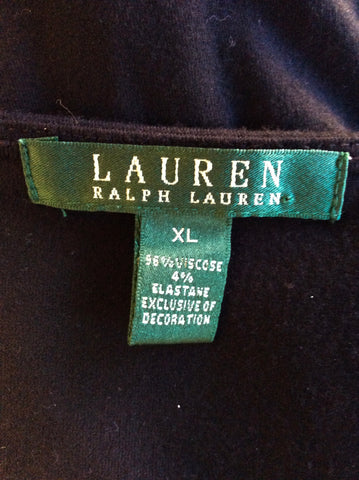 LAUREN
RALPH LAUREN
XL
96% VISCOSE
4%
ELASTANE
EXCLUSIVE OF
DECORATION